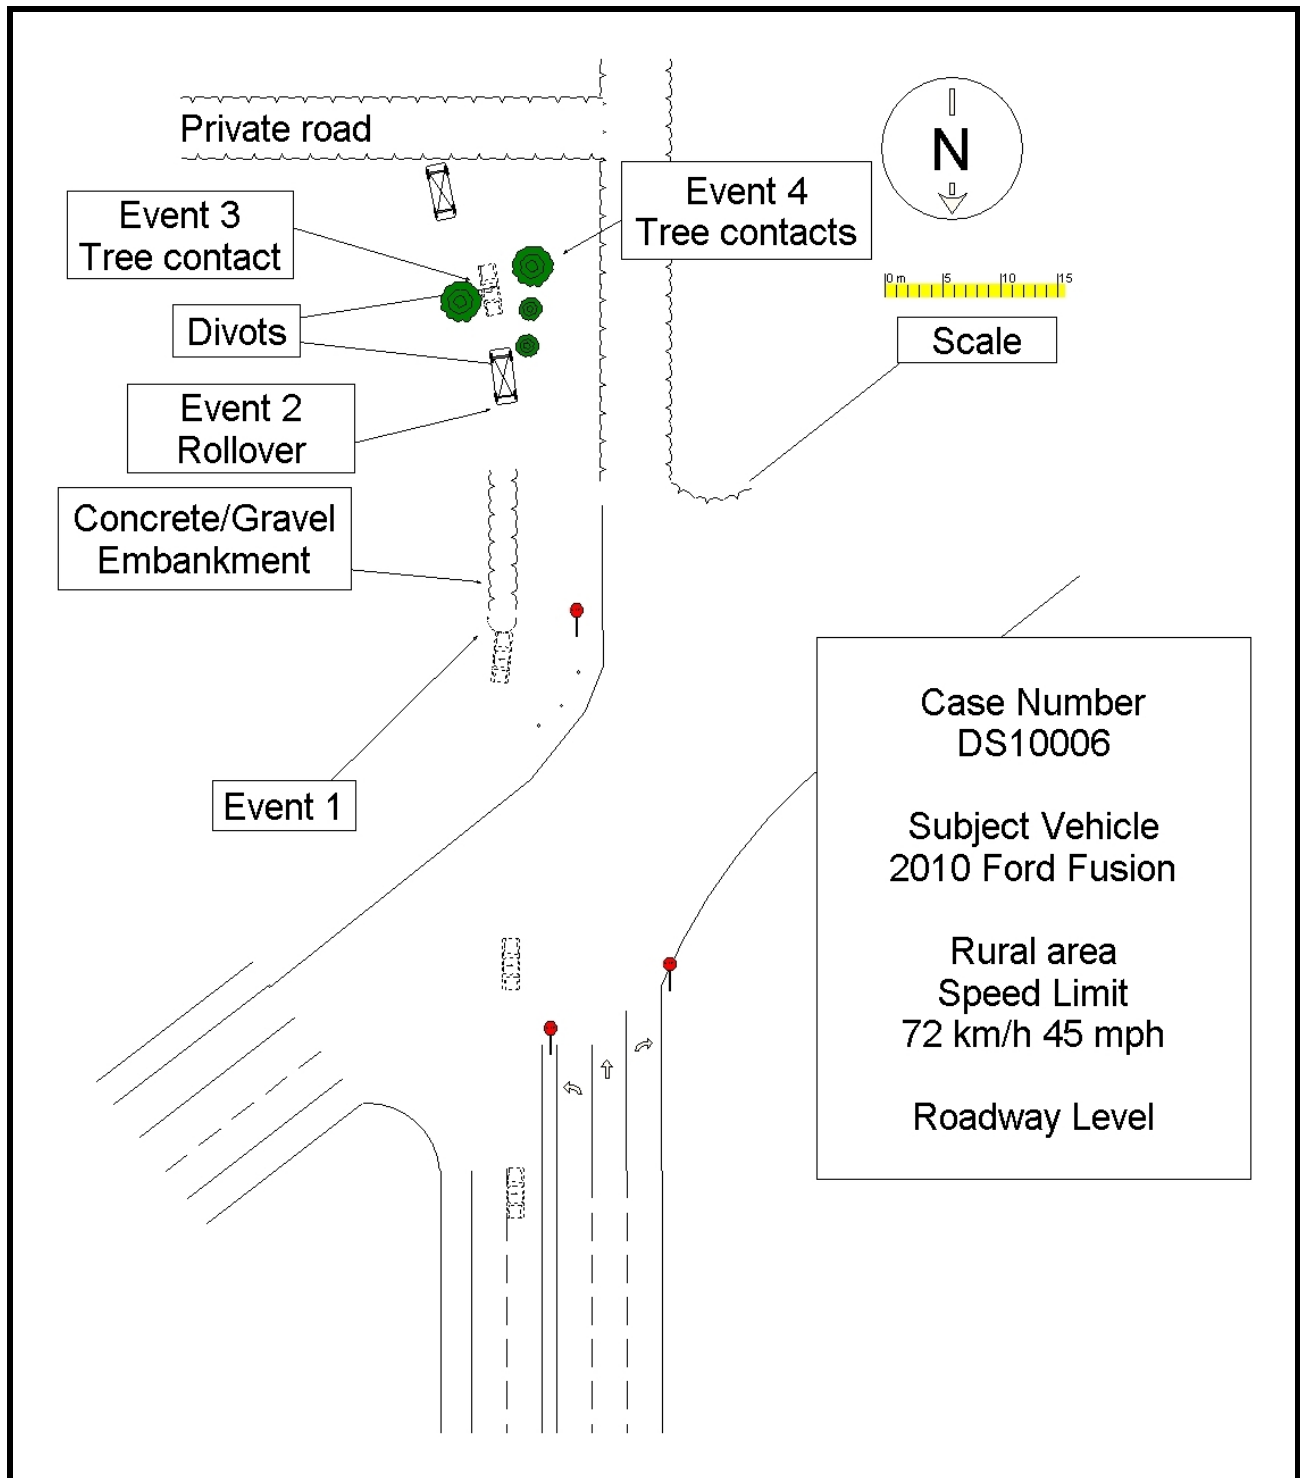 Private road
N
Event 3
Tree contact
Event 4
Tree contacts
0 m
5
10
15
Divots
Scale
Event 2
Rollover
Concrete/Gravel
Embankment
Event 1
Case Number
DS10006
Subject Vehicle
2010 Ford Fusion
Rural area
Speed Limit
72 km/h 45 mph
Roadway Level